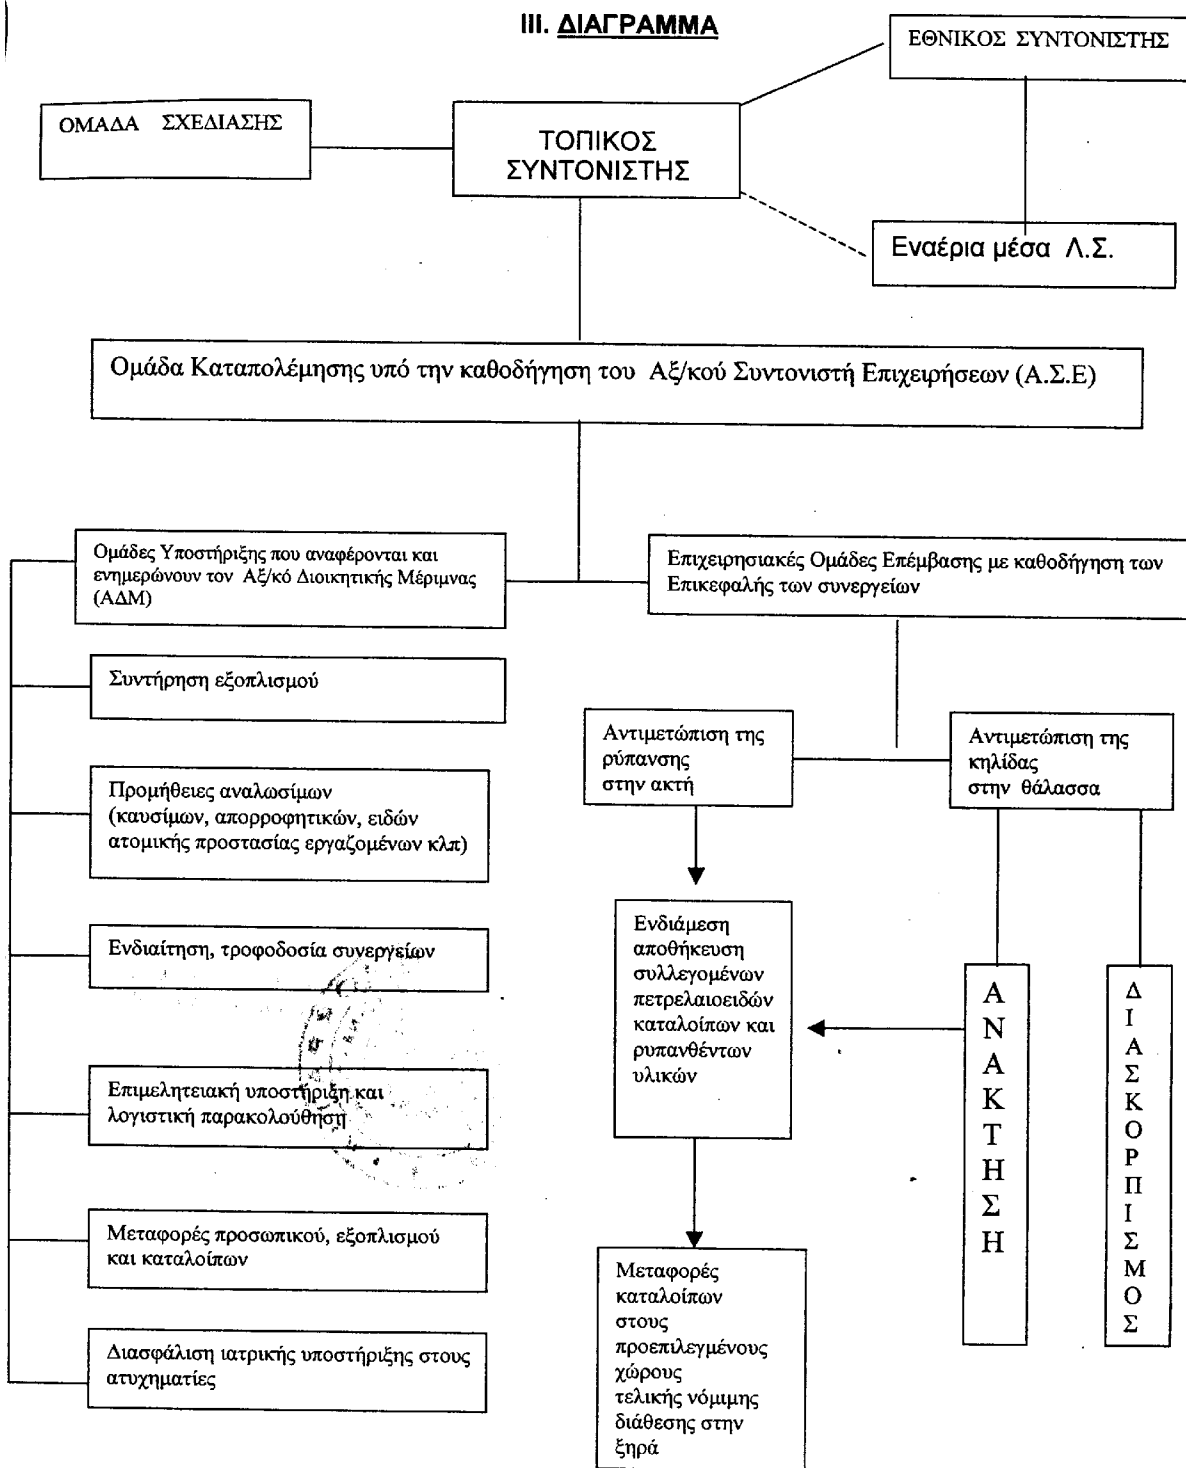 III. ΔΙΑΓΡΑΜΜΑ
ΕΘΝΙΚΟΣ ΣΥΝΤΟΝΙΣΤΗΣ
ΟΜΑΔΑ ΣΧΕΔΙΑΣΗΣ
ΤΟΠΙΚΟΣ
ΣΥΝΤΟΝΙΣΤΗΣ
Εναέρια μέσα Λ.Σ.
Ομάδα Καταπολέμησης υπό την καθοδήγηση του Αξ/κού Συντονιστή Επιχειρήσεων (Α.Σ.Ε)
Ομάδες Υποστήριξης που αναφέρονται και
ενημερώνουν τον Αξ/κό Διοικητικής Μέριμνας
(ΑΔΜ)
Επιχειρησιακές Ομάδες Επέμβασης με καθοδήγηση των
Επικεφαλής των συνεργείων
Συντήρηση εξοπλισμού
Προμήθειες αναλωσίμων
(καυσίμων, απορροφητικών, ειδών
ατομικής προστασίας εργαζομένων κλπ)
Ενδιαίτηση, τροφοδοσία συνεργείων
Επιμελητειακή υποστήριξη και
λογιστική παρακολούθηση
Μεταφορές προσωπικού, εξοπλισμού
και καταλοίπων
Διασφάλιση ιατρικής υποστήριξης στους
ατυχηματίες
Αντιμετώπιση της
ρύπανσης
στην ακτή
Αντιμετώπιση της
κηλίδας
στην θάλασσα
Ενδιάμεση
αποθήκευση
συλλεγομένων
πετρελαιοειδών
καταλοίπων και
ρυπανθέντων
υλικών
Μεταφορές
καταλοίπων
στους
προεπιλεγμένους
χώρους
τελικής νόμιμης
διάθεσης στην
ξηρά
ΑΝΑΚΤΗΣΗ
ΔΙΑΣΚΟΡΠΙΣΜΟΣ